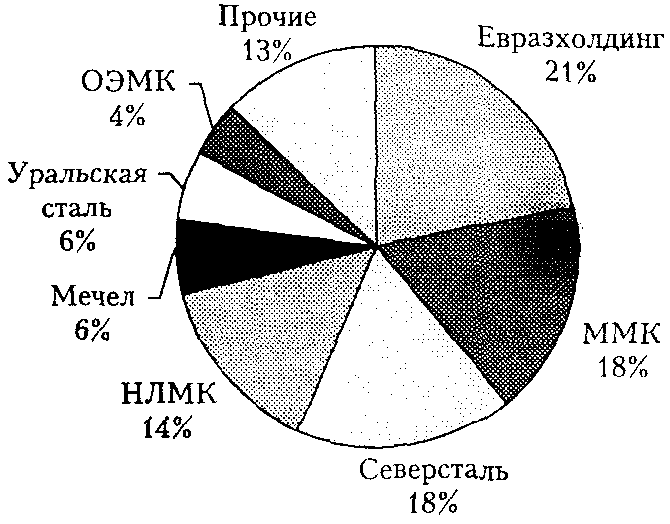 Прочие
13%
Евразхолдинг
21%
ОЭМК
4%
Уральская
сталь
6%
Мечел
6%
НЛМК
14%
Северсталь
18%
ММК
18%